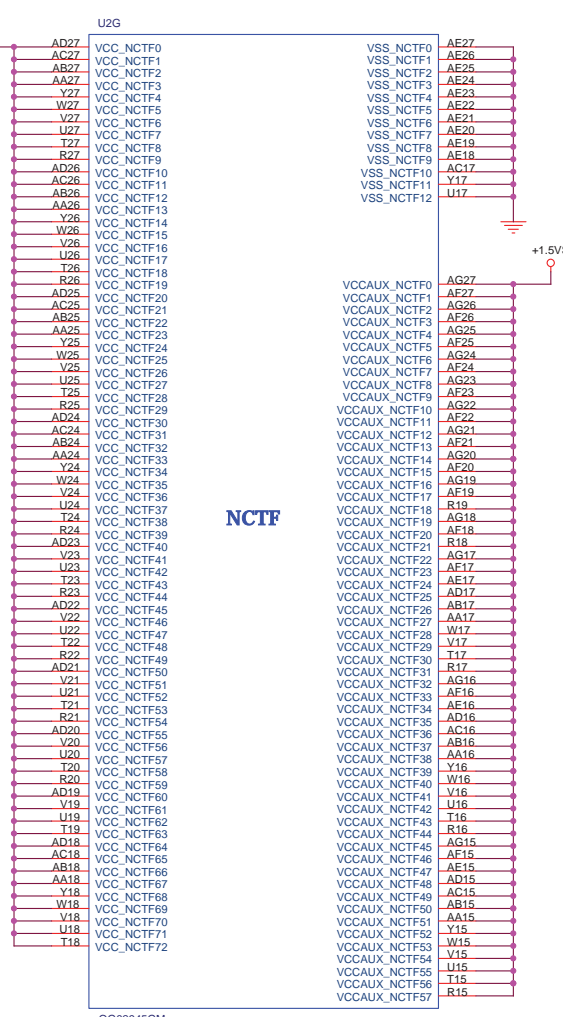 U2G
AD27 VCC_NCTF0
AC27 VCC_NCTF1
AB27 VCC_NCTF2
AA27 VCC_NCTF3
Y27 VCC_NCTF4
W27 VCC_NCTF5
V27 VCC_NCTF6
U27 VCC_NCTF7
T27 VCC_NCTF8
R27 VCC_NCTF9
AD26 VCC_NCTF10
AC26 VCC_NCTF11
AB26 VCC_NCTF12
AA26 VCC_NCTF13
Y26 VCC_NCTF14
W26 VCC_NCTF15
V26 VCC_NCTF16
U26 VCC_NCTF17
T26 VCC_NCTF18
R26 VCC_NCTF19
AD25 VCC_NCTF20
AC25 VCC_NCTF21
AB25 VCC_NCTF22
AA25 VCC_NCTF23
Y25 VCC_NCTF24
W25 VCC_NCTF25
V25 VCC_NCTF26
U25 VCC_NCTF27
T25 VCC_NCTF28
R25 VCC_NCTF29
AD24 VCC_NCTF30
AC24 VCC_NCTF31
AB24 VCC_NCTF32
AA24 VCC_NCTF33
Y24 VCC_NCTF34
W24 VCC_NCTF35
V24 VCC_NCTF36
U24 VCC_NCTF37
T24 VCC_NCTF38
R24 VCC_NCTF39
AD23 VCC_NCTF40
V23 VCC_NCTF41
U23 VCC_NCTF42
T23 VCC_NCTF43
R23 VCC_NCTF44
AD22 VCC_NCTF45
V22 VCC_NCTF46
U22 VCC_NCTF47
T22 VCC_NCTF48
R22 VCC_NCTF49
AD21 VCC_NCTF50
V21 VCC_NCTF51
U21 VCC_NCTF52
T21 VCC_NCTF53
R21 VCC_NCTF54
AD20 VCC_NCTF55
V20 VCC_NCTF56
U20 VCC_NCTF57
T20 VCC_NCTF58
R20 VCC_NCTF59
AD19 VCC_NCTF60
V19 VCC_NCTF61
U19 VCC_NCTF62
T19 VCC_NCTF63
AD18 VCC_NCTF64
AC18 VCC_NCTF65
AB18 VCC_NCTF66
AA18 VCC_NCTF67
Y18 VCC_NCTF68
W18 VCC_NCTF69
V18 VCC_NCTF70
U18 VCC_NCTF71
T18 VCC_NCTF72
NCTF
VSS_NCTF0 AE27
VSS_NCTF1 AE26
VSS_NCTF2 AE25
VSS_NCTF3 AE24
VSS_NCTF4 AE23
VSS_NCTF5 AE22
VSS_NCTF6 AE21
VSS_NCTF7 AE20
VSS_NCTF8 AE19
VSS_NCTF9 AE18
VSS_NCTF10 AC17
VSS_NCTF11 Y17
VSS_NCTF12 U17
VCCAUX_NCTF0 AG27
VCCAUX_NCTF1 AF27
VCCAUX_NCTF2 AG26
VCCAUX_NCTF3 AF26
VCCAUX_NCTF4 AG25
VCCAUX_NCTF5 AF25
VCCAUX_NCTF6 AG24
VCCAUX_NCTF7 AF24
VCCAUX_NCTF8 AG23
VCCAUX_NCTF9 AF23
VCCAUX_NCTF10 AG22
VCCAUX_NCTF11 AF22
VCCAUX_NCTF12 AG21
VCCAUX_NCTF13 AF21
VCCAUX_NCTF14 AG20
VCCAUX_NCTF15 AF20
VCCAUX_NCTF16 AG19
VCCAUX_NCTF17 AF19
VCCAUX_NCTF18 R19
VCCAUX_NCTF19 AG18
VCCAUX_NCTF20 AF18
VCCAUX_NCTF21 R18
VCCAUX_NCTF22 AG17
VCCAUX_NCTF23 AF17
VCCAUX_NCTF24 AE17
VCCAUX_NCTF25 AD17
VCCAUX_NCTF26 AB17
VCCAUX_NCTF27 AA17
VCCAUX_NCTF28 W17
VCCAUX_NCTF29 V17
VCCAUX_NCTF30 T17
VCCAUX_NCTF31 R17
VCCAUX_NCTF32 AG16
VCCAUX_NCTF33 AF16
VCCAUX_NCTF34 AE16
VCCAUX_NCTF35 AD16
VCCAUX_NCTF36 AC16
VCCAUX_NCTF37 AB16
VCCAUX_NCTF38 AA16
VCCAUX_NCTF39 Y16
VCCAUX_NCTF40 W16
VCCAUX_NCTF41 V16
VCCAUX_NCTF42 U16
VCCAUX_NCTF43 T16
VCCAUX_NCTF44 R16
VCCAUX_NCTF45 AG15
VCCAUX_NCTF46 AF15
VCCAUX_NCTF47 AE15
VCCAUX_NCTF48 AD15
VCCAUX_NCTF49 AC15
VCCAUX_NCTF50 AB15
VCCAUX_NCTF51 AA15
VCCAUX_NCTF52 Y15
VCCAUX_NCTF53 W15
VCCAUX_NCTF54 V15
VCCAUX_NCTF55 U15
VCCAUX_NCTF56 T15
VCCAUX_NCTF57 R15